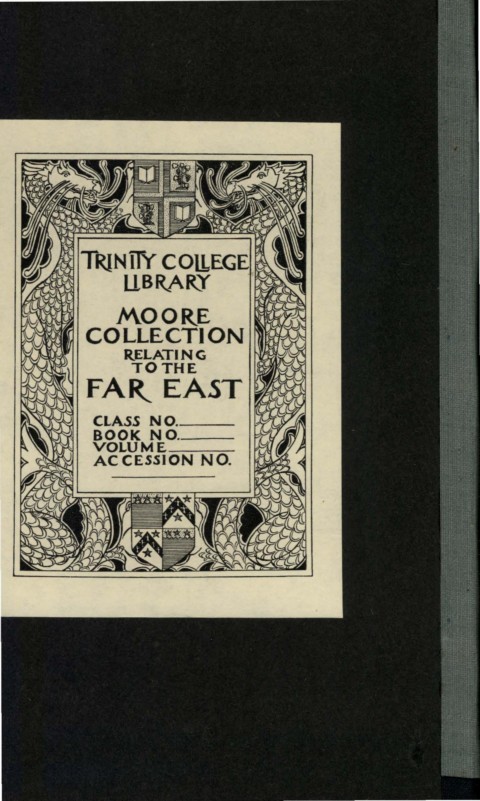 TRINITY COLLEGE
LIBRARY
MOORE
COLLECTION
RELATING
TO THE
FAR EAST
CLASS NO.
BOOK NO.
VOLUME
ACCESSION NO.